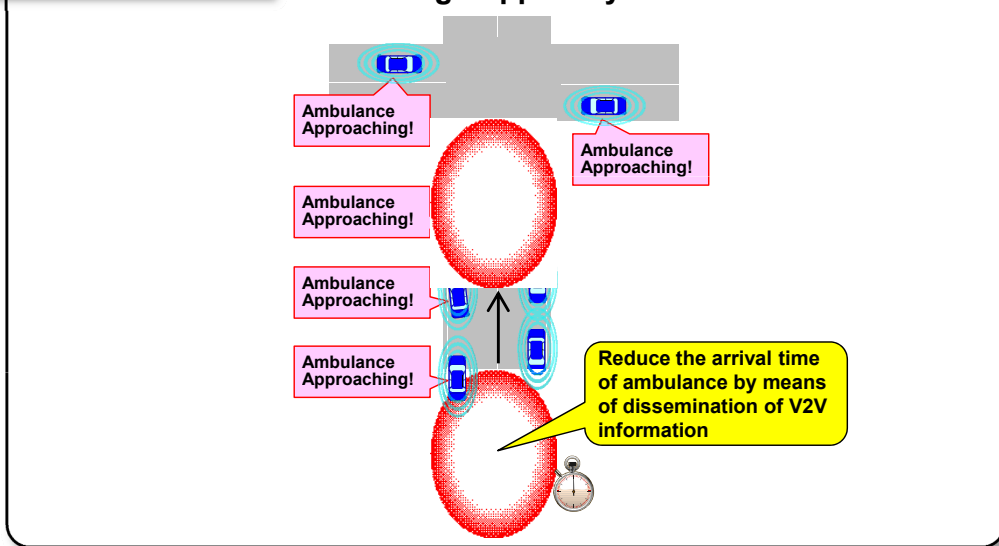 Ambulance
Approaching!
Ambulance
Approaching!
Ambulance
Approaching!
Ambulance
Approaching!
Ambulance
Approaching!
Reduce the arrival time
of ambulance by means
of dissemination of V2V
information